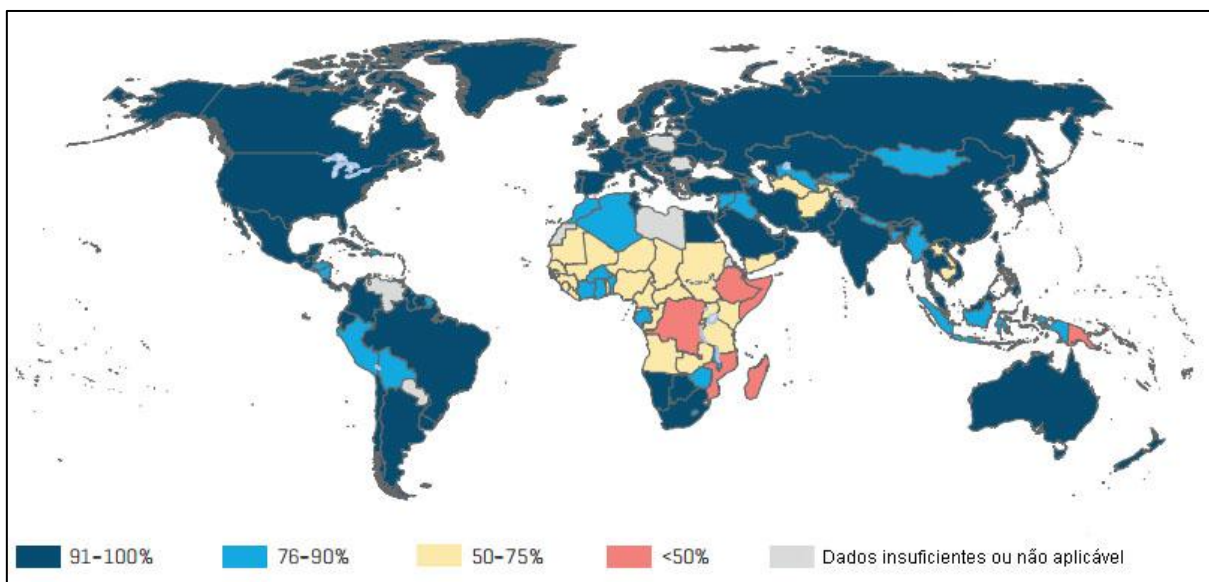 91–100% 76–90% 50–75% <50% Dados insuficientes ou não aplicável